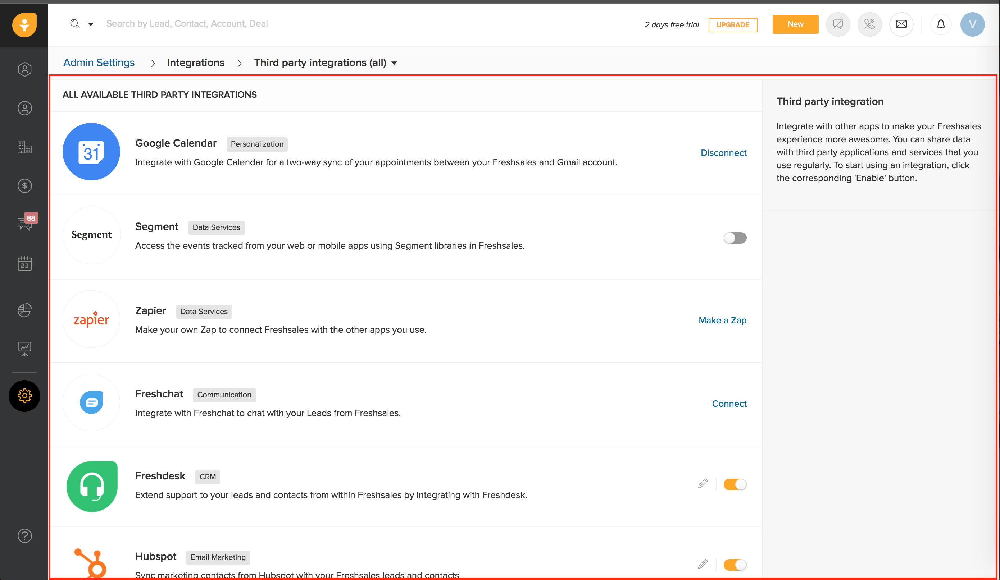 Search by Lead, Contact, Account, Deal
2 days free trial
UPGRADE
New
V
Admin Settings > Integrations > Third party integrations (all)
ALL AVAILABLE THIRD PARTY INTEGRATIONS
31
Google Calendar Personalization
Integrate with Google Calendar for a two-way sync of your appointments between your Freshsales and Gmail account.
Disconnect
Segment
Segment Data Services
Access the events tracked from your web or mobile apps using Segment libraries in Freshsales.
zapier
Zapier Data Services
Make your own Zap to connect Freshsales with the other apps you use.
Make a Zap
Freshchat Communication
Integrate with Freshchat to chat with your Leads from Freshsales.
Connect
Freshdesk CRM
Extend support to your leads and contacts from within Freshsales by integrating with Freshdesk.
Hubspot Email Marketing
Sync marketing contacts from Hubspot with your Freshsales leads and contacts
Third party integration
Integrate with other apps to make your Freshsales
experience more awesome. You can share data
with third party applications and services that you
use regularly. To start using an integration, click
the corresponding 'Enable' button.
$
88
23
?